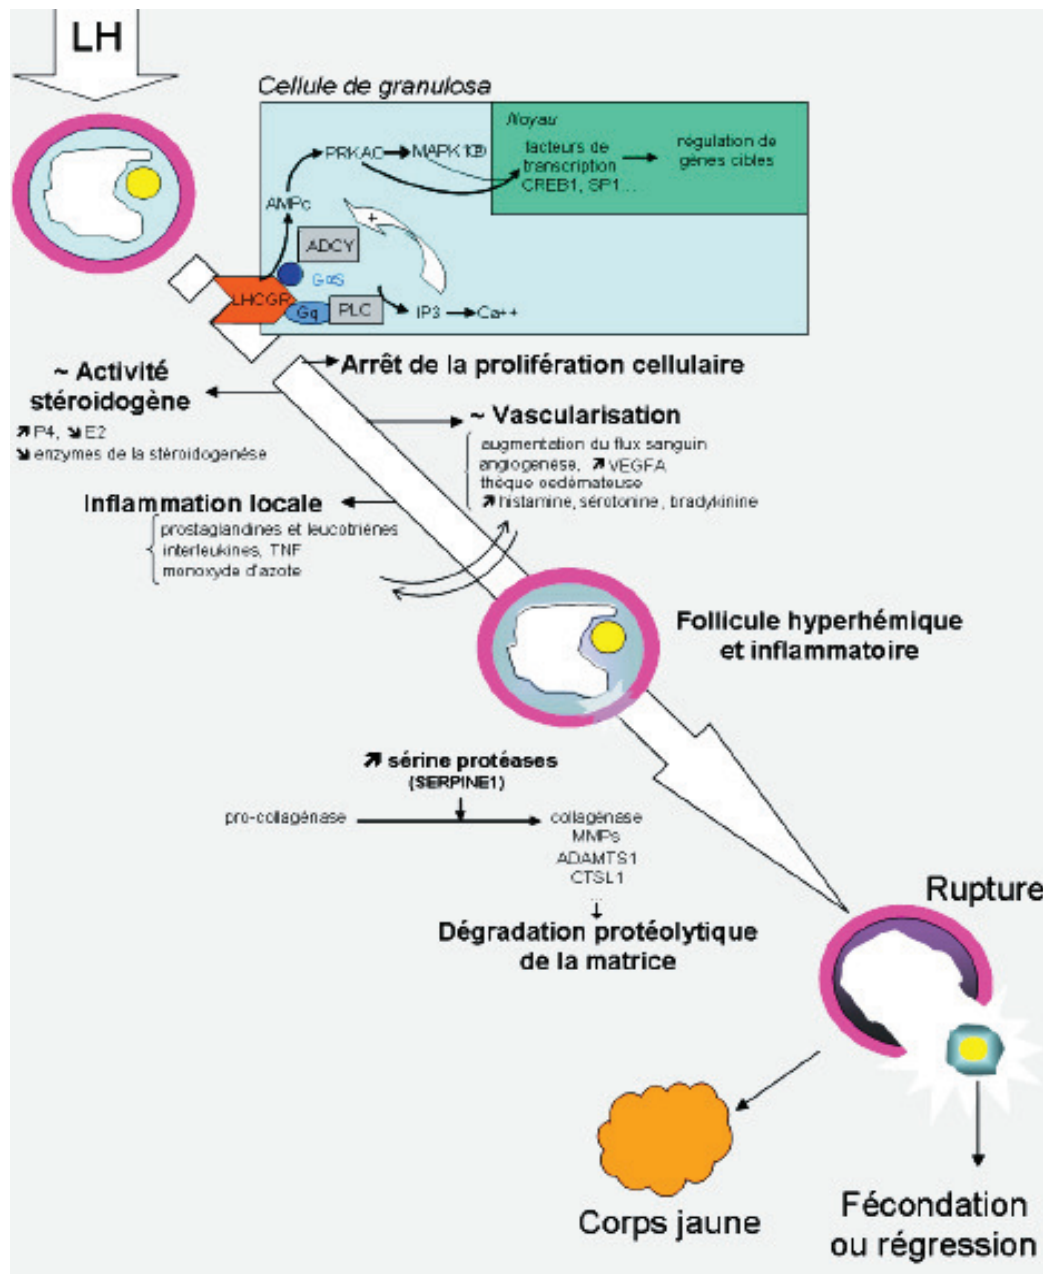 LH
Cellule de granulosa
Noyau
facteurs de
transcription
CREB1, SP1...
régulation de
gènes cibles
PRKAC
AMPc
+
ADCY
GαS
LHCGR
Gq
PLC
IP3
Ca++
Arrêt de la prolifération cellulaire
~ Activité
stéroidogène
↗ P4, ↘ E2
↘ enzymes de la stéroidogenése
~ Vascularisation
augmentation du flux sanguin
angiogenése, ↗ VEGFA
thèque oedémateuse
↗ histamine, sérotonine, bradykinine
Inflammation locale
prostaglandines et leucotriènes
interleukines, TNF
monoxyde d'azote
Follicule hyperhémique
et inflammatoire
↗ sérine protéases
(SERPINE1)
pro-collagénase
collagénase
MMPs
ADAMTS1
CTSL1
...
Dégradation protéolytique
de la matrice
Rupture
Corps jaune
Fécondation
ou régression